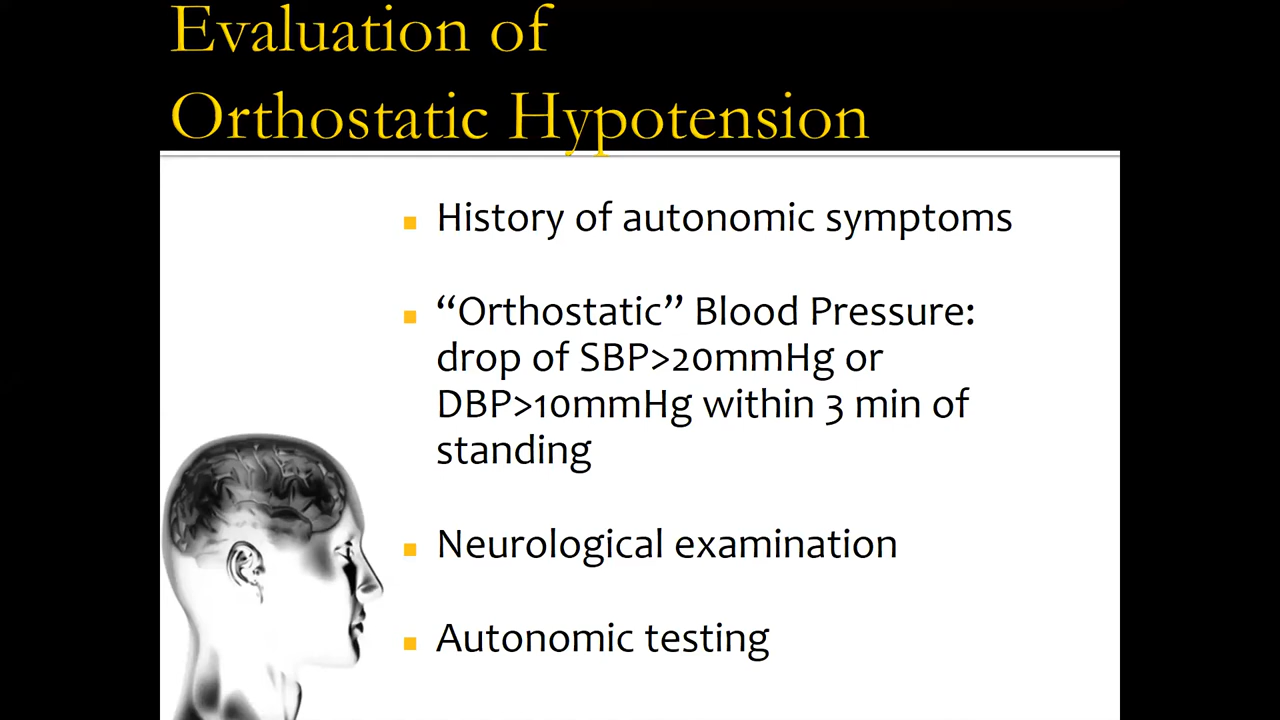 Evaluation of
Orthostatic Hypotension
History of autonomic symptoms
“Orthostatic” Blood Pressure:
drop of SBP>20mmHg or
DBP>10mmHg within 3 min of
standing
Neurological examination
Autonomic testing